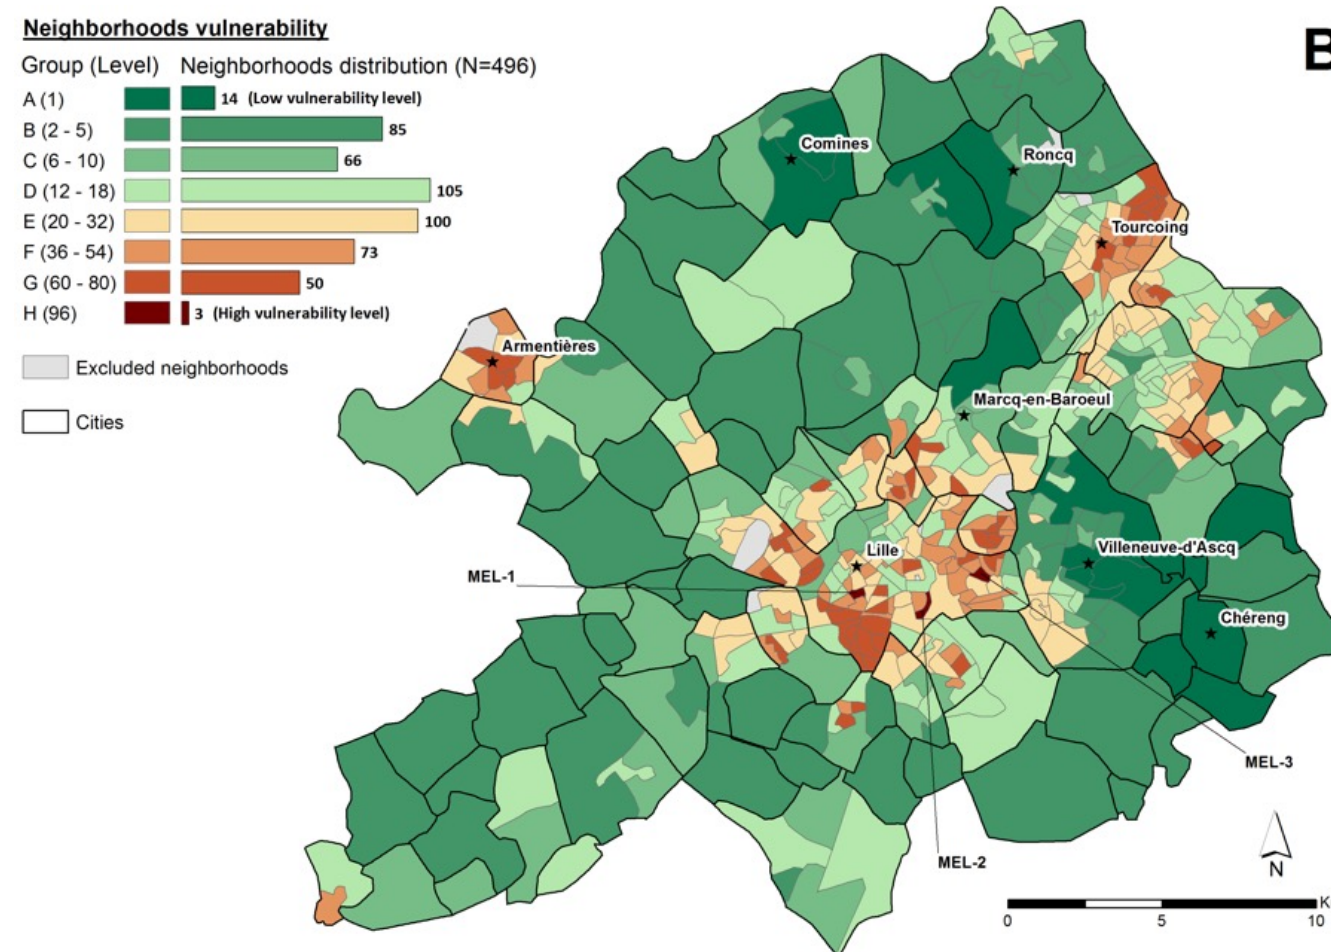 Neighborhoods vulnerability
B
Group (Level) Neighborhoods distribution (N=496)
A (1) 14 (Low vulnerability level)
B (2 - 5) 85
C (6 - 10) 66
D (12 - 18) 105
E (20 - 32) 100
F (36 - 54) 73
G (60 - 80) 50
H (96) 3 (High vulnerability level)
Excluded neighborhoods
Cities
Comines
Roncq
Tourcoing
Armentières
Marcq-en-Baroeul
Lille
Villeneuve-d'Ascq
MEL-1
Chéreng
MEL-3
MEL-2
N
K
0 5 10